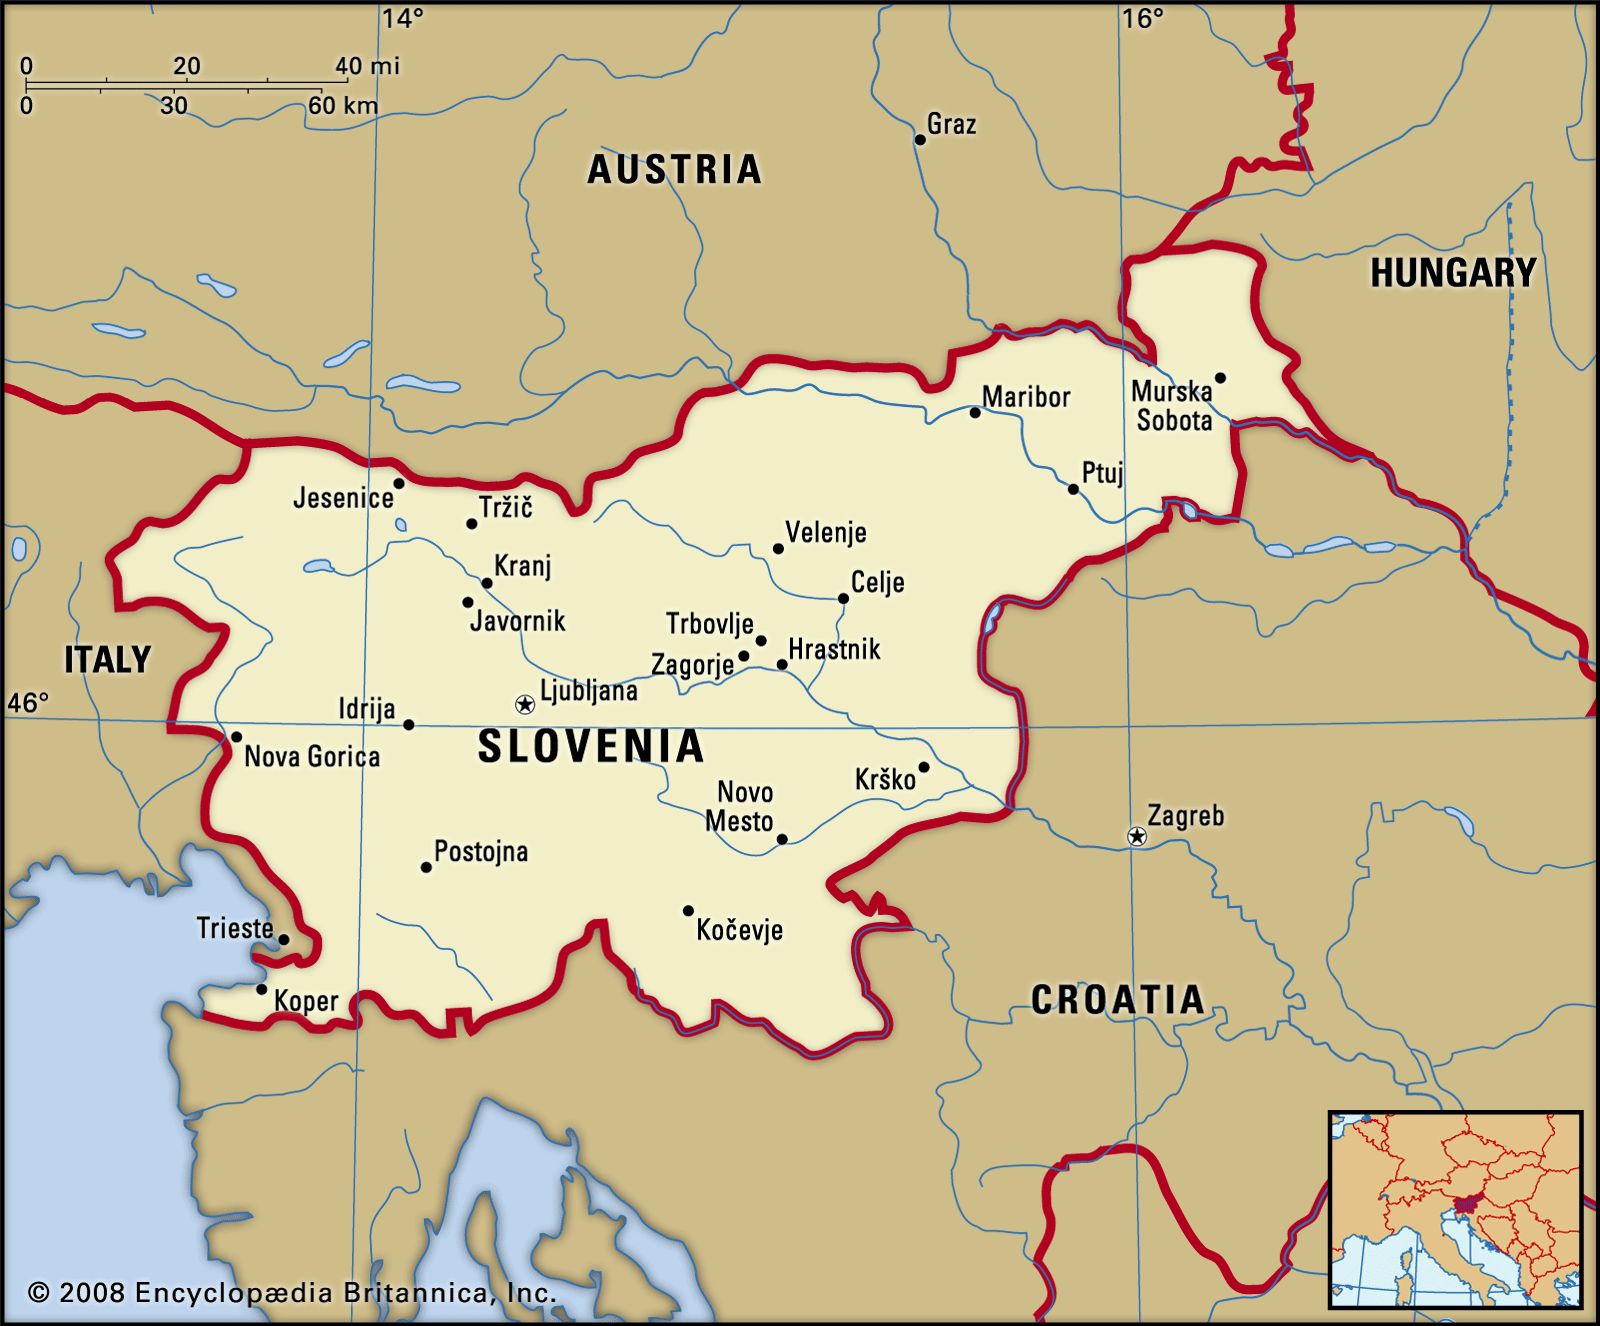 14°
16°
0 20 40 mi
0 30 60 km
Graz
AUSTRIA
HUNGARY
Maribor
Murska
Sobota
Ptuj
Jesenice
Tržič
Velenje
Kranj
Celje
Javornik
Trbovlje
Hrastnik
Zagorje
ITALY
Ljubljana
46°
Idrija
SLOVENIA
Nova Gorica
Krško
Novo
Mesto
Zagreb
Postojna
Trieste
Kočevje
Koper
CROATIA
© 2008 Encyclopædia Britannica, Inc.